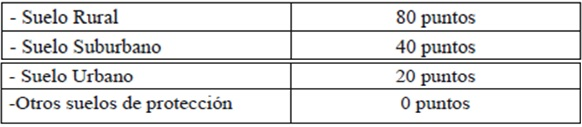 - Suelo Rural 80 puntos
- Suelo Suburbano 40 puntos
- Suelo Urbano 20 puntos
-Otros suelos de protección 0 puntos